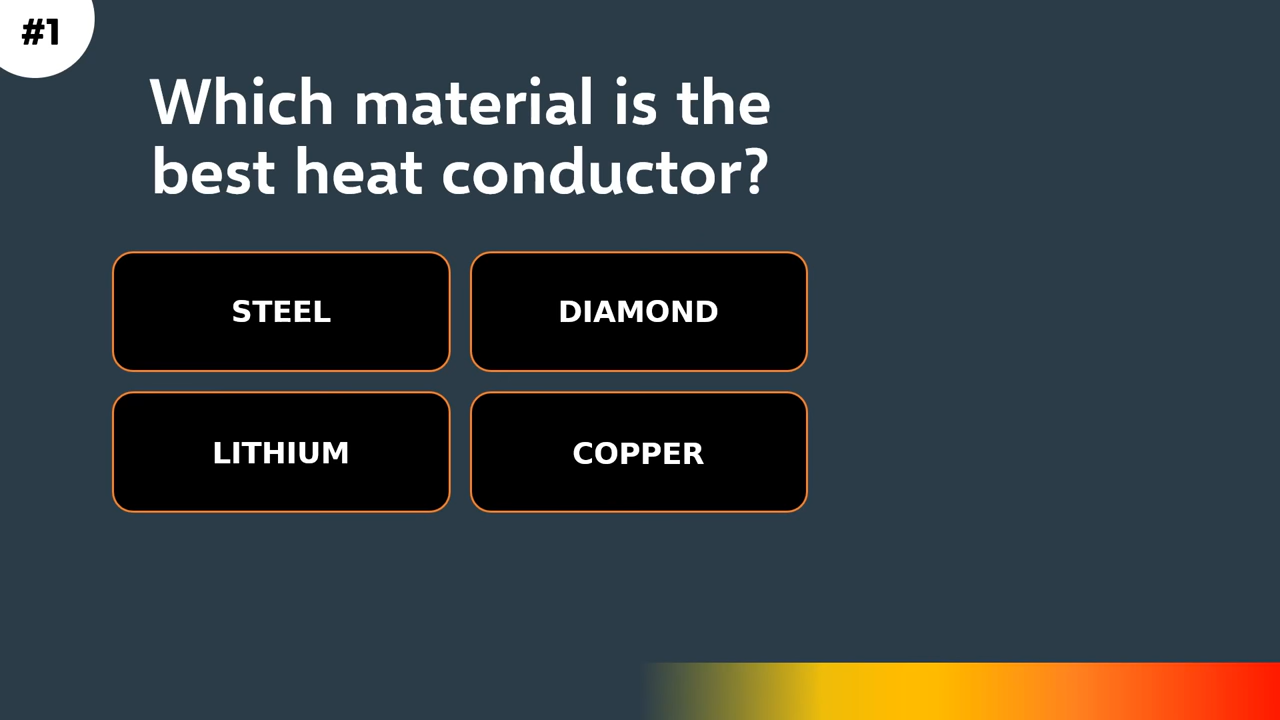 #1
Which material is the
best heat conductor?
STEEL
DIAMOND
LITHIUM
COPPER